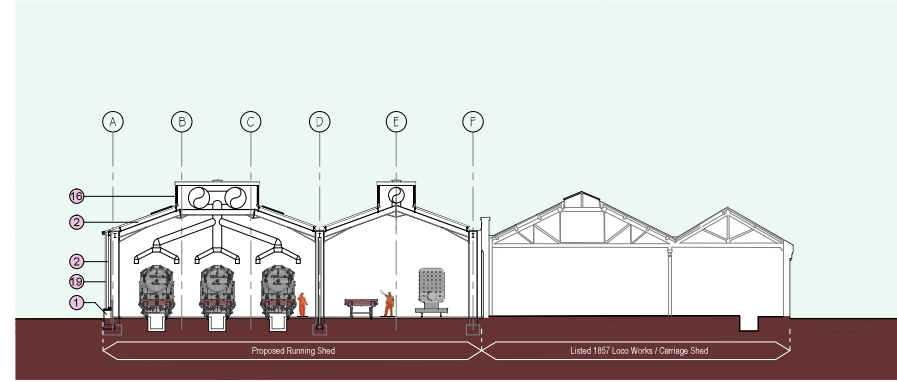 A B C D E F
16
2
2
19
1
Proposed Running Shed
Listed 1857 Loco Works / Carriage Shed